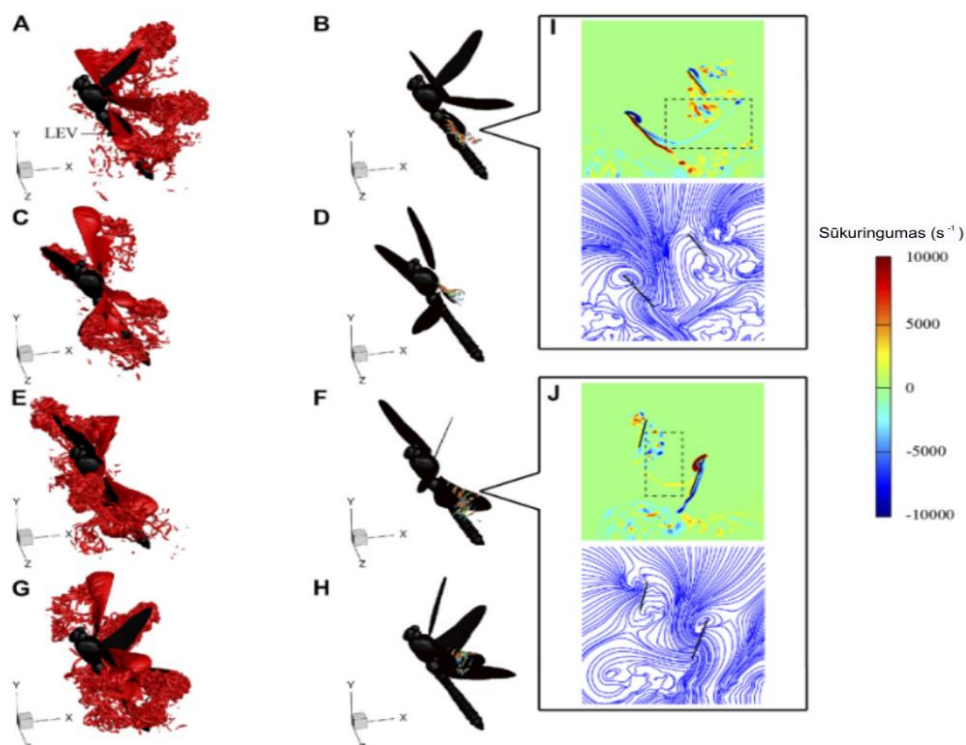 A
B
I
LEV
Y
X
Z
Y
X
Z
C
D
Sūkuringumas (s⁻¹)
10000
5000
0
-5000
-10000
Y
X
Z
Y
X
Z
E
F
J
Y
X
Z
Y
X
Z
G
H
Y
X
Y
X